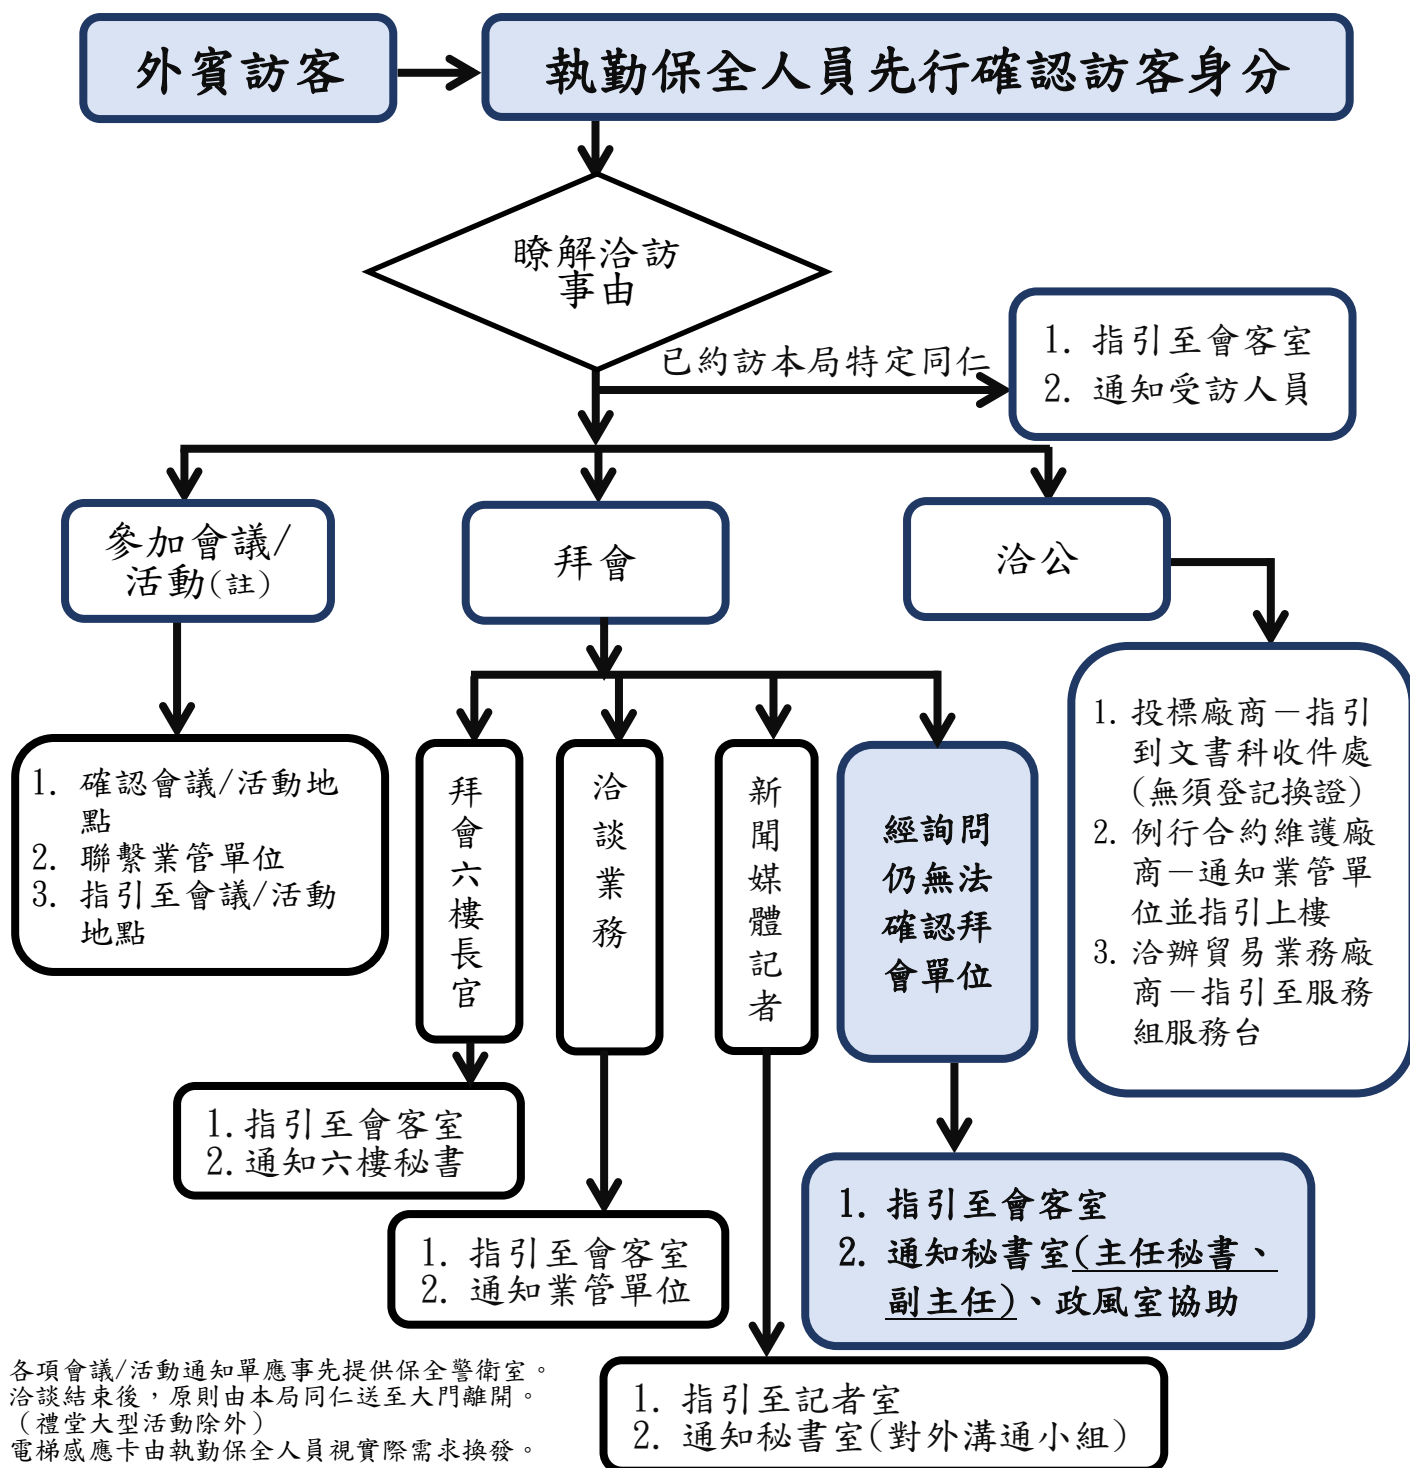 外賓訪客
執勤保全人員先行確認訪客身分
瞭解洽訪
事由
已約訪本局特定同仁
1. 指引至會客室
2. 通知受訪人員
參加會議/
活動(註)
拜會
洽公
1. 確認會議/活動地
點
2. 聯繫業管單位
3. 指引至會議/活動
地點
拜會六樓長官
洽談業務
新聞媒體記者
經詢問
仍無法
確認拜
會單位
1. 投標廠商－指引
到文書科收件處
(無須登記換證)
2. 例行合約維護廠
商－通知業管單
位並指引上樓
3. 洽辦貿易業務廠
商－指引至服務
組服務台
1. 指引至會客室
2. 通知六樓秘書
1. 指引至會客室
2. 通知業管單位
1. 指引至會客室
2. 通知秘書室(主任秘書、
副主任)、政風室協助
1. 指引至記者室
2. 通知秘書室(對外溝通小組)
各項會議/活動通知單應事先提供保全警衛室。
洽談結束後，原則由本局同仁送至大門離開。
（禮堂大型活動除外）
電梯感應卡由執勤保全人員視實際需求換發。